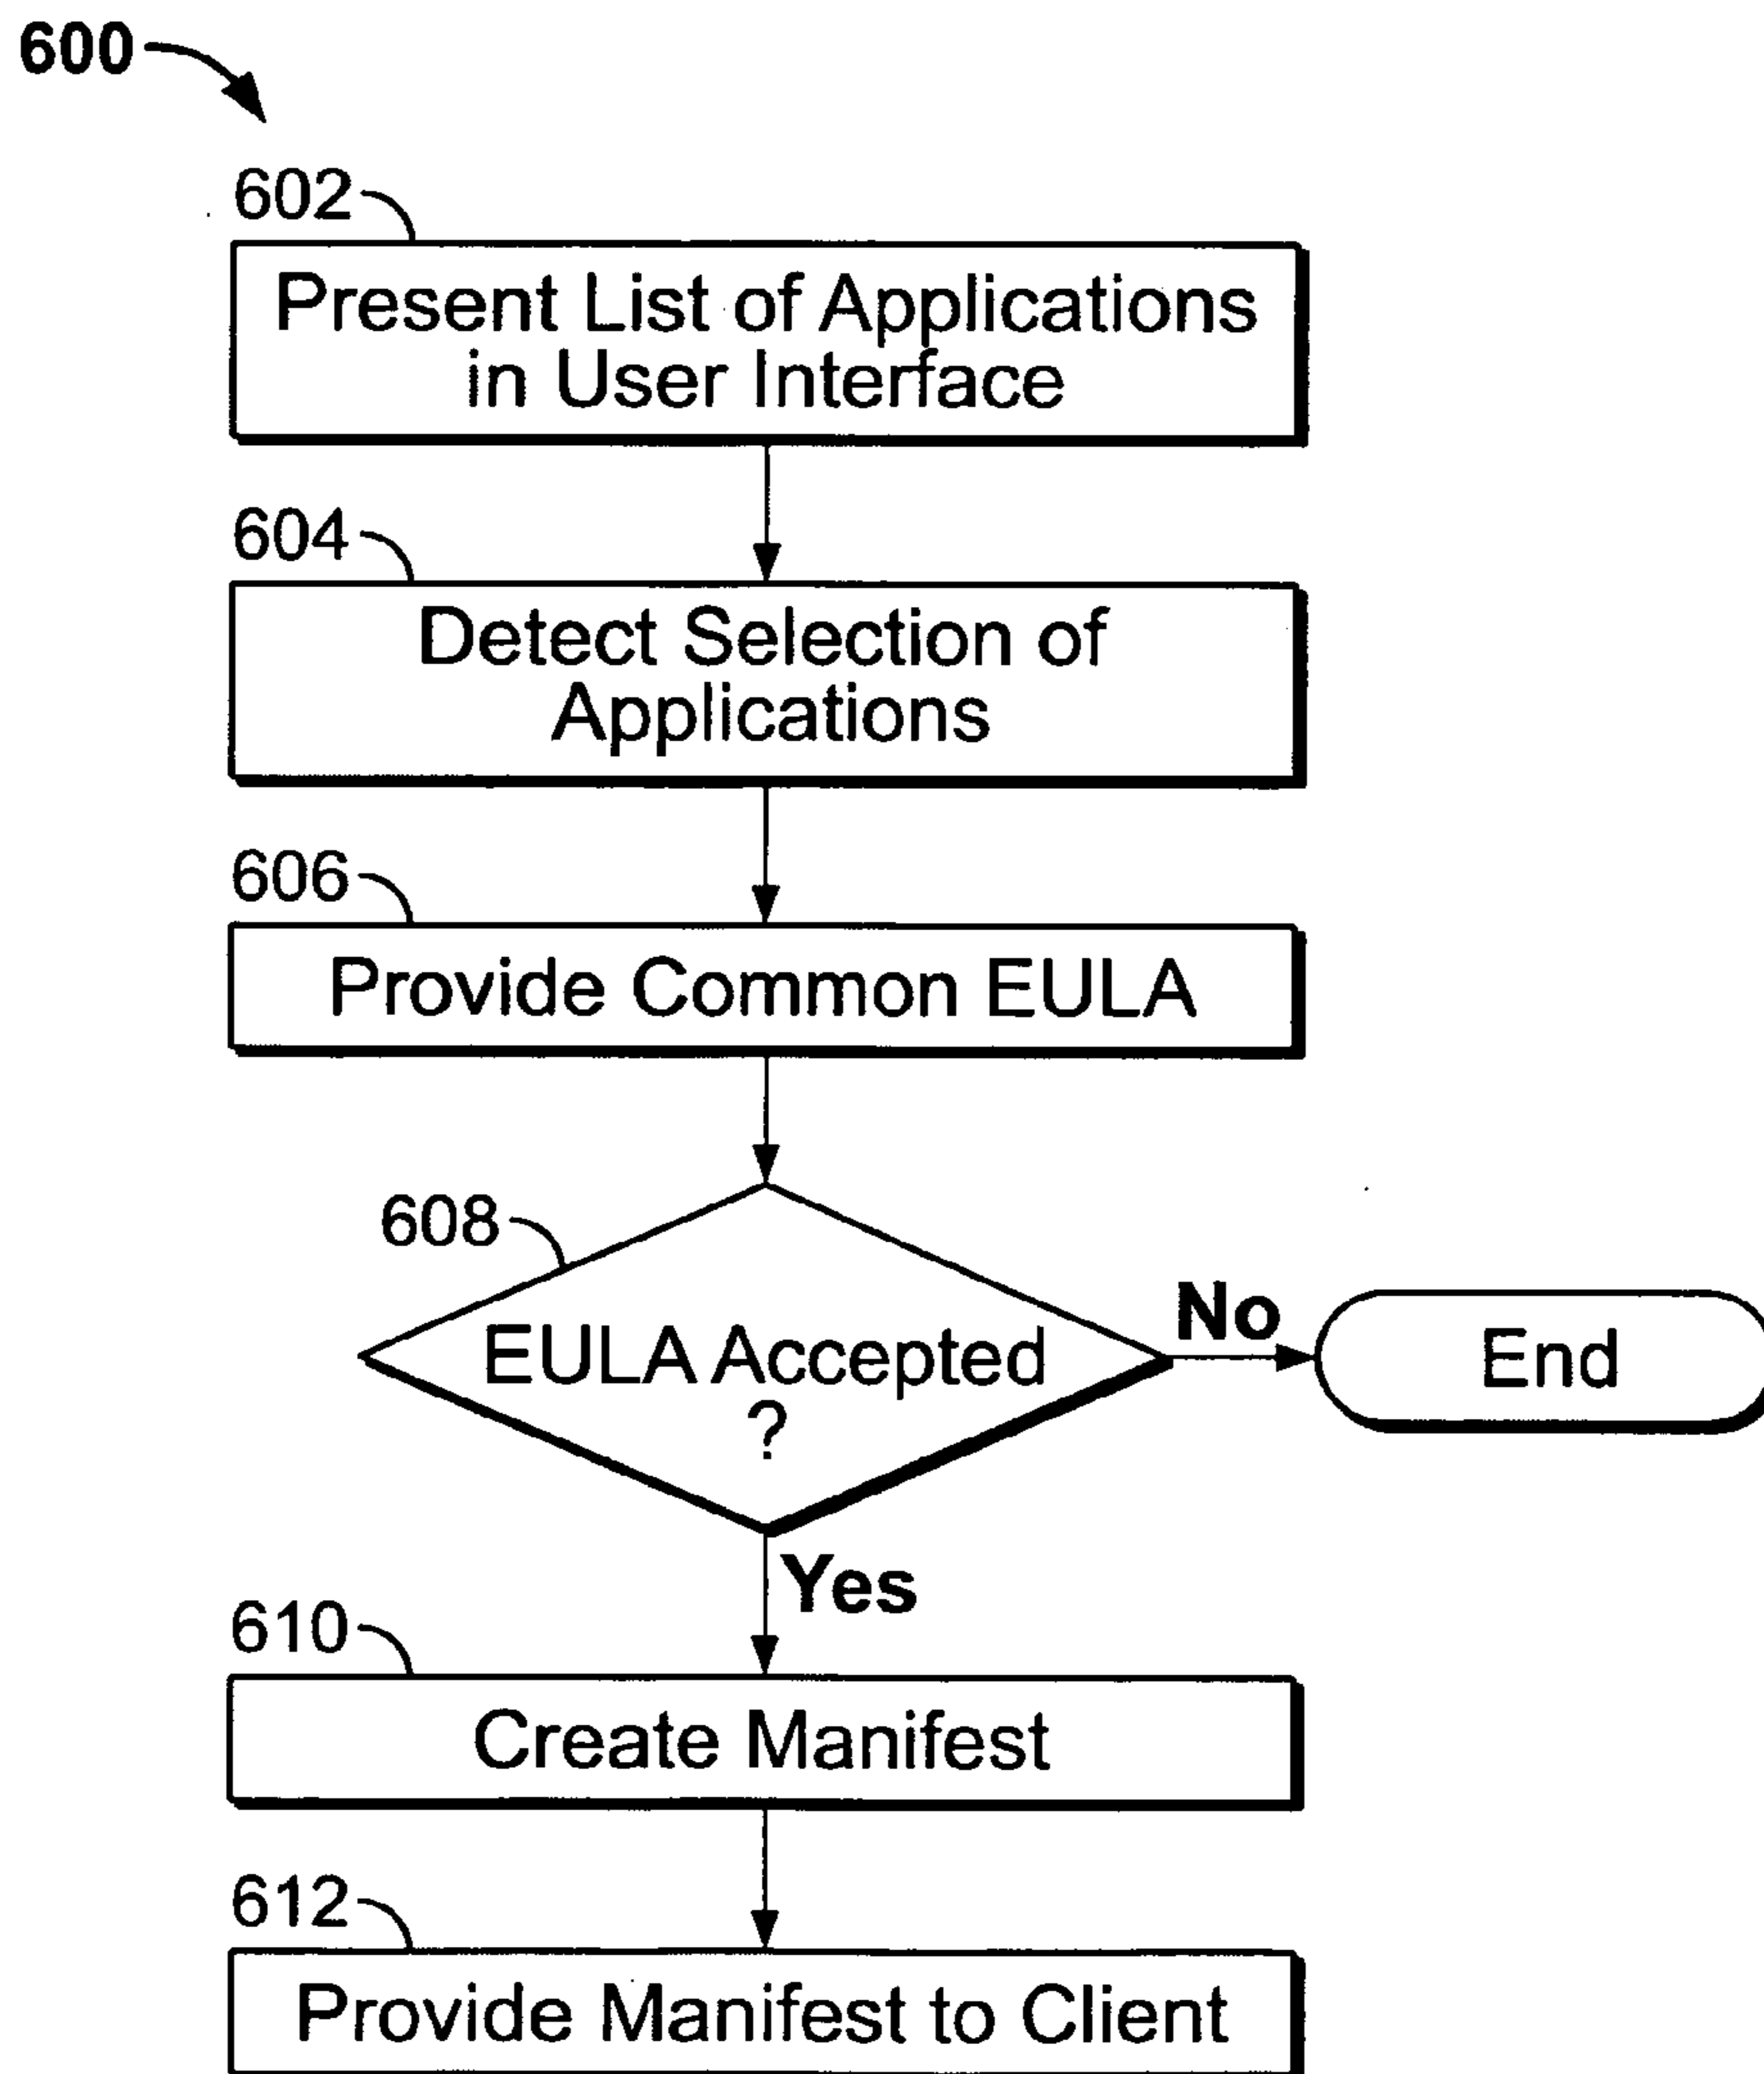 600
602
Present List of Applications
in User Interface
604
Detect Selection of
Applications
606
Provide Common EULA
608
EULA Accepted
?
No
End
Yes
610
Create Manifest
612
Provide Manifest to Client